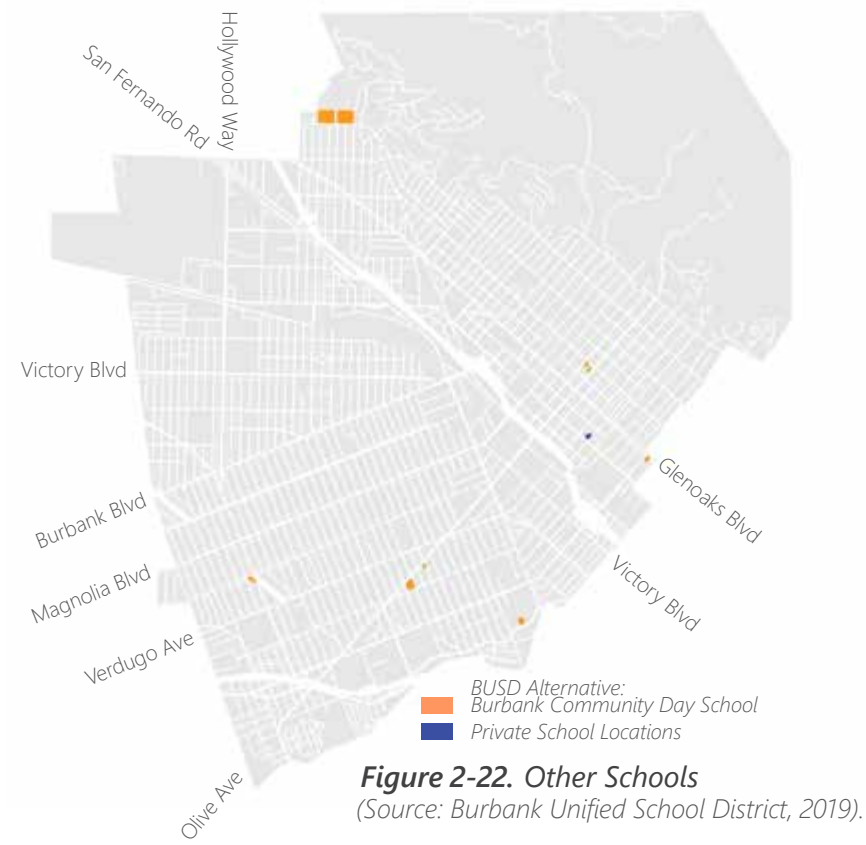 Hollywood Way
San Fernando Rd
Victory Blvd
Burbank Blvd
Magnolia Blvd
Verdugo Ave
Olive Ave
Glenoaks Blvd
Victory Blvd
BUSD Alternative:
Burbank Community Day School
Private School Locations
Figure 2-22. Other Schools
(Source: Burbank Unified School District, 2019).